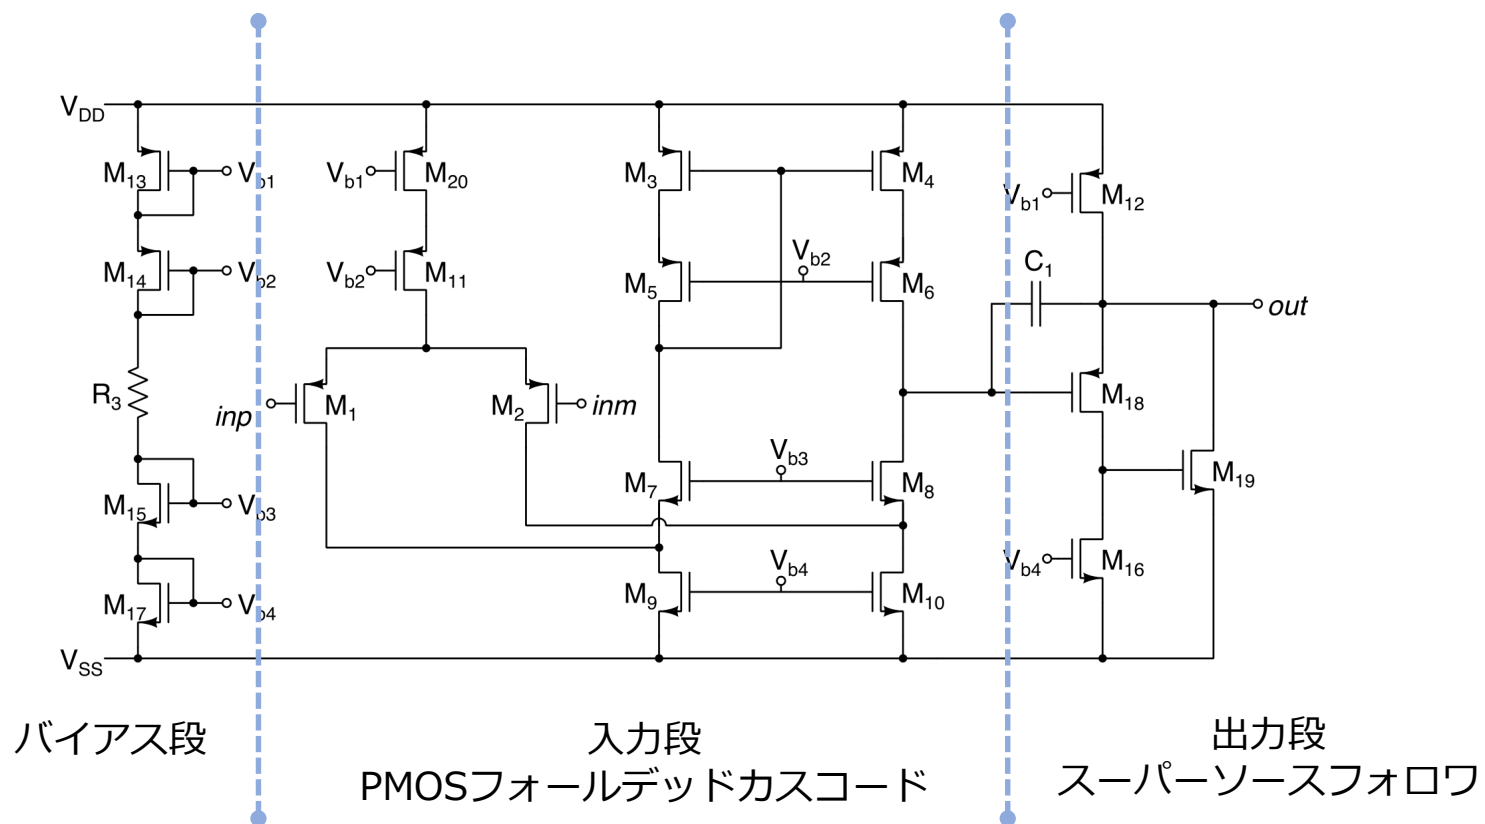 VDD
M13
Vb1
Vb1
M20
M3
M4
Vb1
M12
M14
Vb2
Vb2
M11
M5
Vb2
M6
C1
out
R3
inp
M1
M2
inm
M18
M15
Vb3
M7
Vb3
M8
M19
M17
Vb4
M9
Vb4
M10
Vb4
M16
VSS
バイアス段
入力段
PMOSフォールデッドカスコード
出力段
スーパーソースフォロワ